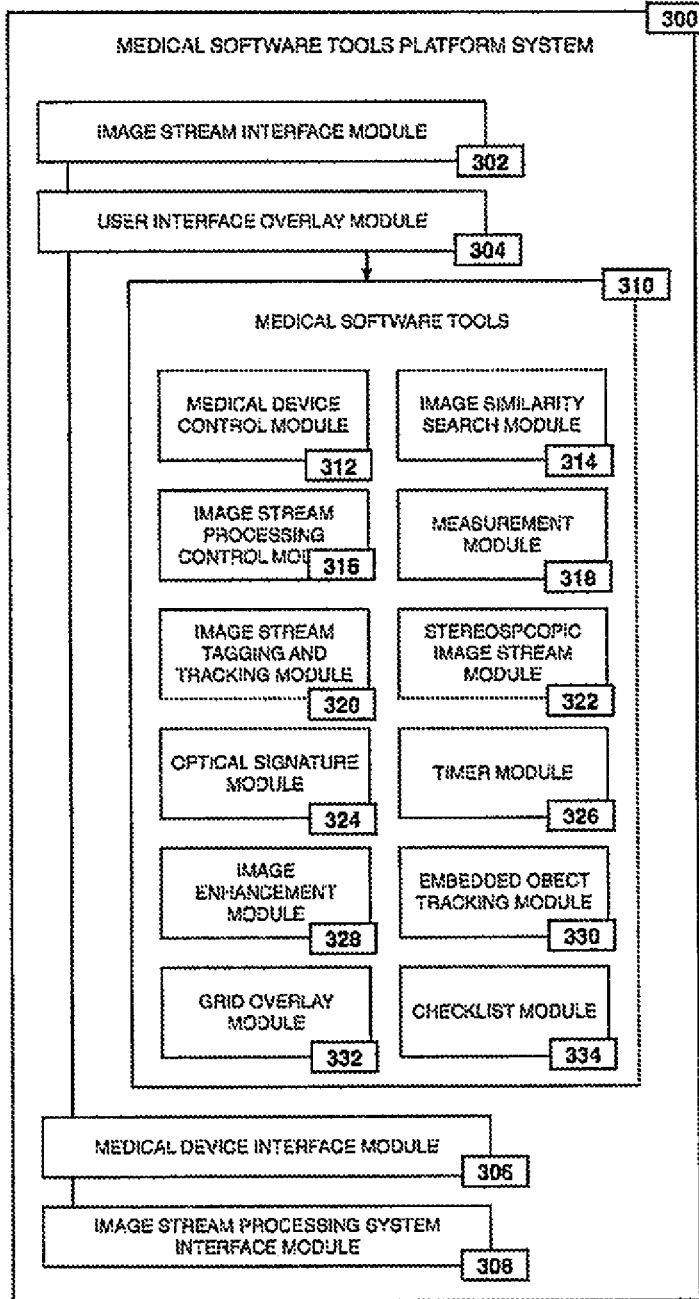 300
MEDICAL SOFTWARE TOOLS PLATFORM SYSTEM
IMAGE STREAM INTERFACE MODULE
302
USER INTERFACE OVERLAY MODULE
304
310
MEDICAL SOFTWARE TOOLS
MEDICAL DEVICE
CONTROL MODULE
312
IMAGE SIMILARITY
SEARCH MODULE
314
IMAGE STREAM
PROCESSING
CONTROL MOD
316
MEASUREMENT
MODULE
318
IMAGE STREAM
TAGGING AND
TRACKING MODULE
320
STEREOSPCOPIC
IMAGE STREAM
MODULE
322
OPTICAL SIGNATURE
MODULE
324
TIMER MODULE
326
IMAGE
ENHANCEMENT
MODULE
328
EMBEDDED OBECT
TRACKING MODULE
330
GRID OVERLAY
MODULE
332
CHECKLIST MODULE
334
MEDICAL DEVICE INTERFACE MODULE
306
IMAGE STREAM PROCESSING SYSTEM
INTERFACE MODULE
308